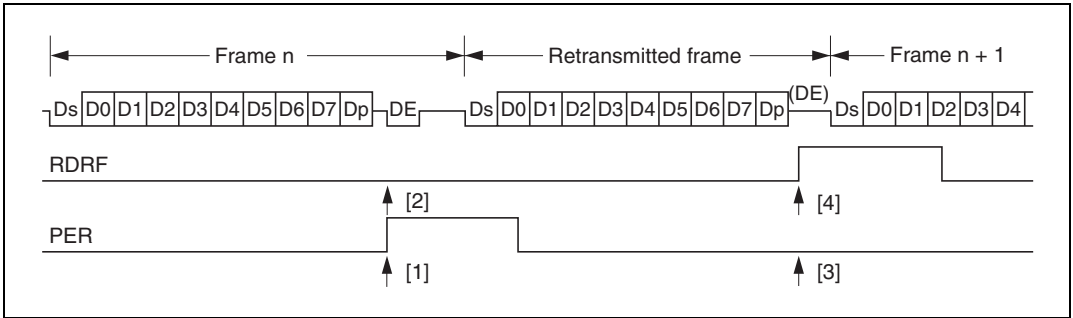 Frame n Retransmitted frame Frame n + 1
(DE)
Ds D0 D1 D2 D3 D4 D5 D6 D7 Dp DE Ds D0 D1 D2 D3 D4 D5 D6 D7 Dp Ds D0 D1 D2 D3 D4
RDRF
[2] [4]
PER
[1] [3]